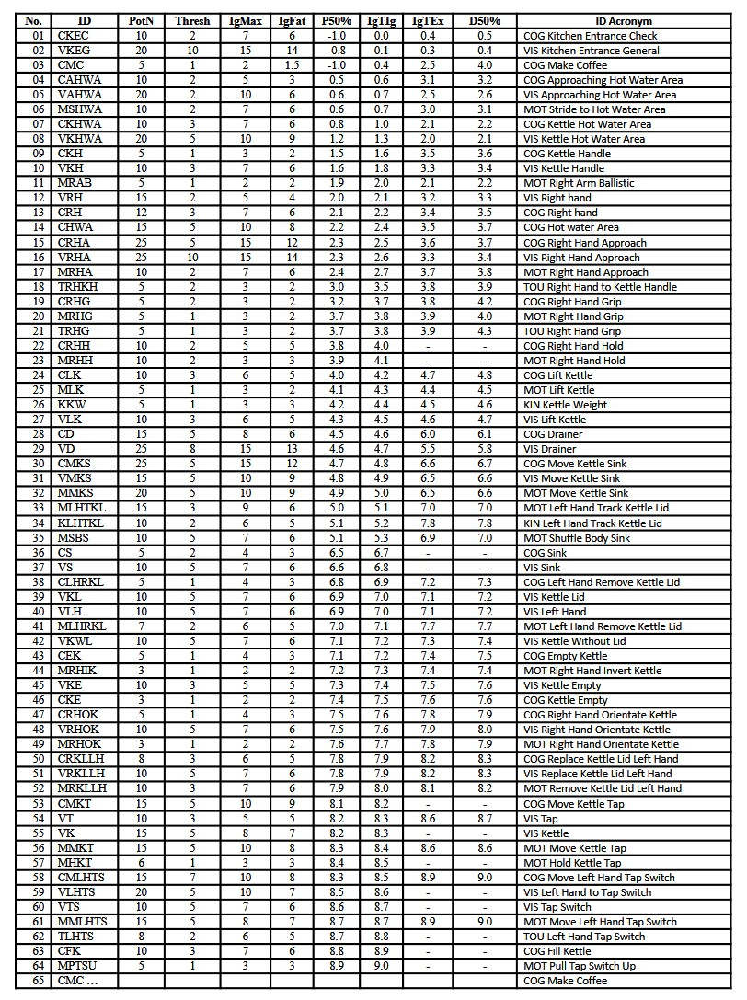 No. ID PotN Thresh IgMax IgFat P50% IgTIg IgTEx D50% ID Acronym
01 CKEC 10 2 7 6 -1.0 0.0 0.4 0.5 COG Kitchen Entrance Check
02 VKEG 20 10 15 14 -0.8 0.1 0.3 0.4 VIS Kitchen Entrance General
03 CMC 5 1 2 1.5 -1.0 0.4 2.5 4.0 COG Make Coffee
04 CAHWA 10 2 5 3 0.5 0.6 3.1 3.2 COG Approaching Hot Water Area
05 VAHWA 20 2 10 6 0.6 0.7 2.5 2.6 VIS Approaching Hot Water Area
06 MSHWA 10 2 7 6 0.6 0.7 3.0 3.1 MOT Stride to Hot Water Area
07 CKHWA 10 3 7 6 0.8 1.0 2.1 2.2 COG Kettle Hot Water Area
08 VKHWA 20 5 10 9 1.2 1.3 2.0 2.1 VIS Kettle Hot Water Area
09 CKH 5 1 3 2 1.5 1.6 3.5 3.6 COG Kettle Handle
10 VKH 10 3 7 6 1.6 1.8 3.3 3.4 VIS Kettle Handle
11 MRAB 5 1 2 2 1.9 2.0 2.1 2.2 MOT Right Arm Ballistic
12 VRH 15 2 5 4 2.0 2.1 3.2 3.3 VIS Right hand
13 CRH 12 3 7 6 2.1 2.2 3.4 3.5 COG Right hand
14 CHWA 15 5 10 8 2.2 2.4 3.5 3.7 COG Hot water Area
15 CRHA 25 5 15 12 2.3 2.5 3.6 3.7 COG Right Hand Approach
16 VRHA 25 10 15 14 2.3 2.6 3.3 3.4 VIS Right Hand Approach
17 MRHA 10 2 7 6 2.4 2.7 3.7 3.8 MOT Right Hand Approach
18 TRHKH 5 2 3 2 3.0 3.5 3.8 3.9 TOU Right Hand to Kettle Handle
19 CRHG 5 2 3 2 3.2 3.7 3.8 4.2 COG Right Hand Grip
20 MRHG 5 1 3 2 3.7 3.8 3.9 4.0 MOT Right Hand Grip
21 TRHG 5 1 3 2 3.7 3.8 3.9 4.3 TOU Right Hand Grip
22 CRHH 10 2 5 5 3.8 4.0 - - COG Right Hand Hold
23 MRHH 10 2 3 3 3.9 4.1 - - MOT Right Hand Hold
24 CLK 10 3 6 5 4.0 4.2 4.7 4.8 COG Lift Kettle
25 MLK 5 1 3 2 4.1 4.3 4.4 4.5 MOT Lift Kettle
26 KKW 5 1 3 3 4.2 4.4 4.5 4.6 KIN Kettle Weight
27 VLK 10 3 6 5 4.3 4.5 4.6 4.7 VIS Lift Kettle
28 CD 15 5 8 6 4.5 4.6 6.0 6.1 COG Drainer
29 VD 25 8 15 13 4.6 4.7 5.5 5.8 VIS Drainer
30 CMKS 25 5 15 12 4.7 4.8 6.6 6.7 COG Move Kettle Sink
31 VMKS 15 5 10 9 4.8 4.9 6.5 6.6 VIS Move Kettle Sink
32 MMKS 20 5 10 9 4.9 5.0 6.5 6.6 MOT Move Kettle Sink
33 MLHTKL 15 3 9 6 5.0 5.1 7.0 7.0 MOT Left Hand Track Kettle Lid
34 KLHTKL 10 2 6 5 5.1 5.2 7.8 7.8 KIN Left Hand Track Kettle Lid
35 MSBS 10 5 7 6 5.1 5.3 6.9 7.0 MOT Shuffle Body Sink
36 CS 5 2 4 3 6.5 6.7 - - COG Sink
37 VS 10 5 7 6 6.6 6.8 - - VIS Sink
38 CLHRKL 5 1 4 3 6.8 6.9 7.2 7.3 COG Left Hand Remove Kettle Lid
39 VKL 10 5 7 6 6.9 7.0 7.1 7.2 VIS Kettle Lid
40 VLH 10 5 7 6 6.9 7.0 7.1 7.2 VIS Left Hand
41 MLHRKL 7 2 6 5 7.0 7.1 7.7 7.7 MOT Left Hand Remove Kettle Lid
42 VKWL 10 5 7 6 7.1 7.2 7.3 7.4 VIS Kettle Without Lid
43 CEK 5 1 4 3 7.1 7.2 7.4 7.5 COG Empty Kettle
44 MRHIK 3 1 2 2 7.2 7.3 7.4 7.4 MOT Right Hand Invert Kettle
45 VKE 10 3 5 5 7.3 7.4 7.5 7.6 VIS Kettle Empty
46 CKE 3 1 2 2 7.4 7.5 7.6 7.6 COG Kettle Empty
47 CRHOK 5 1 4 3 7.5 7.6 7.8 7.9 COG Right Hand Orientate Kettle
48 VRHOK 10 5 7 6 7.5 7.6 7.9 8.0 VIS Right Hand Orientate Kettle
49 MRHOK 3 1 2 2 7.6 7.7 7.8 7.9 MOT Right Hand Orientate Kettle
50 CRKLLH 8 3 6 5 7.8 7.9 8.2 8.3 COG Replace Kettle Lid Left Hand
51 VRKLLH 10 5 7 6 7.8 7.9 8.2 8.3 VIS Replace Kettle Lid Left Hand
52 MRKLLH 10 3 7 6 7.9 8.0 8.1 8.2 MOT Remove Kettle Lid Left Hand
53 CMKT 15 5 10 9 8.1 8.2 - - COG Move Kettle Tap
54 VT 10 3 5 5 8.2 8.3 8.6 8.7 VIS Tap
55 VK 15 5 8 7 8.2 8.3 - - VIS Kettle
56 MMKT 15 5 10 8 8.3 8.4 8.6 8.6 MOT Move Kettle Tap
57 MHKT 6 1 3 3 8.4 8.5 - - MOT Hold Kettle Tap
58 CMLHTS 15 7 10 8 8.3 8.5 8.9 9.0 COG Move Left Hand Tap Switch
59 VLHTS 20 5 10 7 8.5 8.6 - - VIS Left Hand to Tap Switch
60 VTS 10 5 7 6 8.6 8.7 - - VIS Tap Switch
61 MMLHTS 15 5 8 7 8.7 8.7 8.9 9.0 MOT Move Left Hand Tap Switch
62 TLHTS 8 2 6 5 8.7 8.8 - - TOU Left Hand Tap Switch
63 CFK 10 3 7 6 8.8 8.9 - - COG Fill Kettle
64 MPTSU 5 1 3 3 8.9 9.0 - - MOT Pull Tap Switch Up
65 CMC ... COG Make Coffee